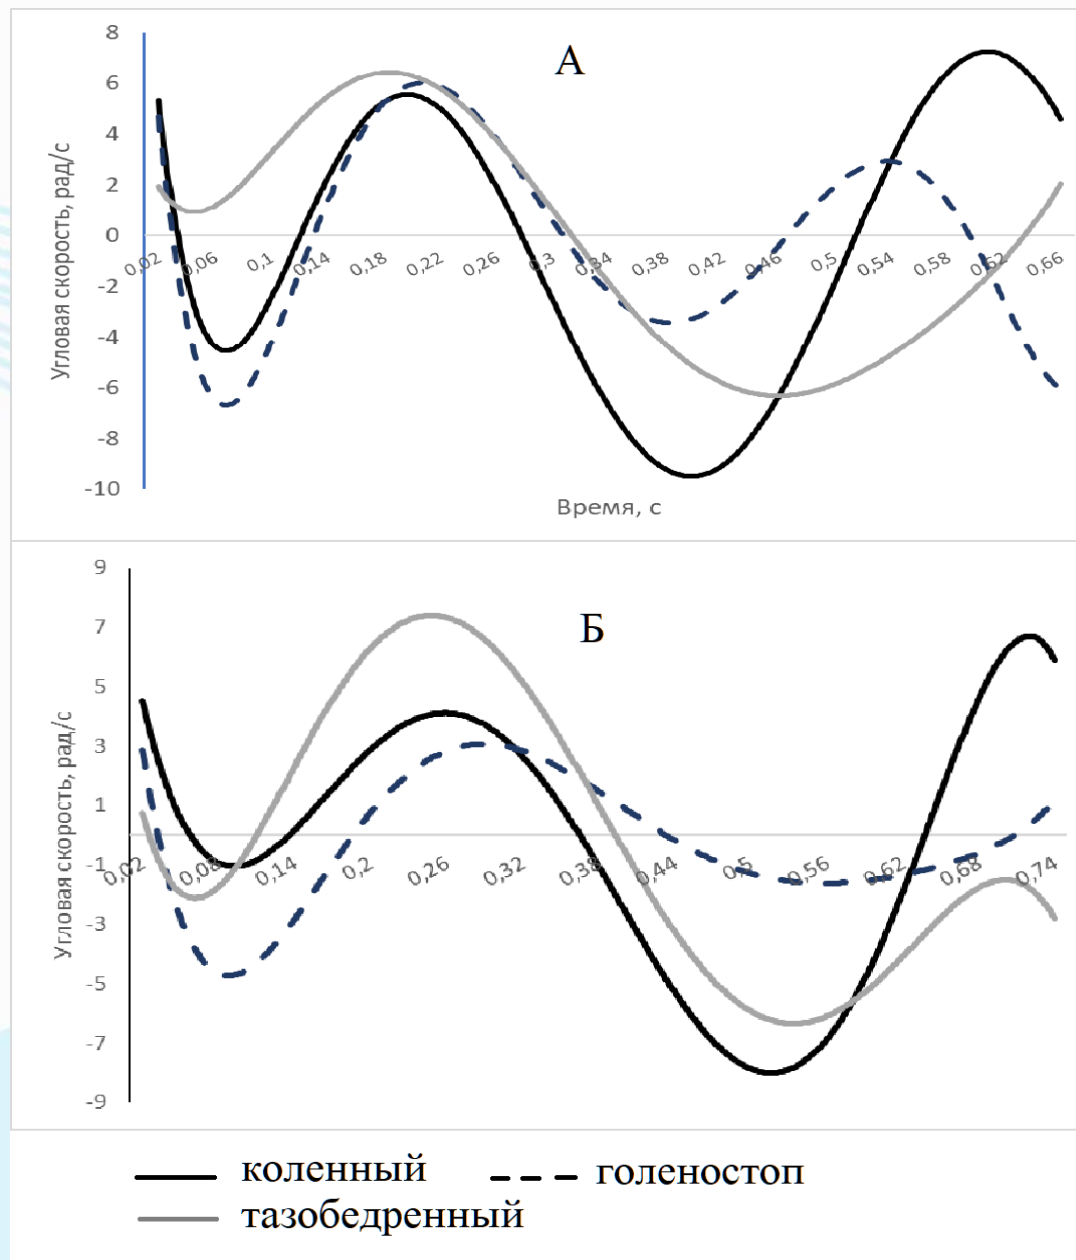 А
Угловая скорость, рад/с
8
6
4
2
0
-2
-4
-6
-8
-10
0,02 0,06 0,1 0,14 0,18 0,22 0,26 0,3 0,34 0,38 0,42 0,46 0,5 0,54 0,58 0,62 0,66
Время, с
Б
Угловая скорость, рад/с
9
7
5
3
1
-1
-3
-5
-7
-9
0,02 0,08 0,14 0,2 0,26 0,32 0,38 0,44 0,5 0,56 0,62 0,68 0,74
коленный голеностоп
тазобедренный